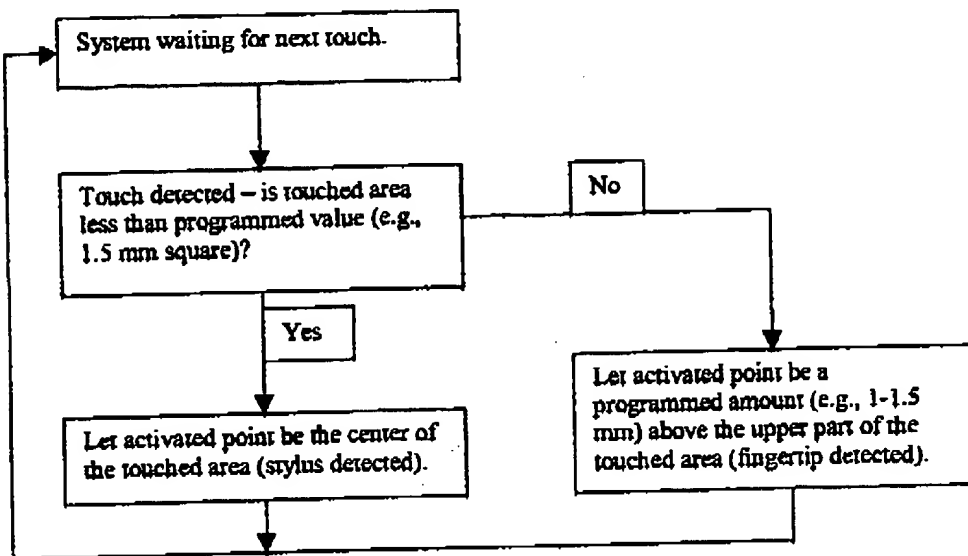 System waiting for next touch.
Touch detected – is touched area
less than programmed value (e.g.,
1.5 mm square)?
No
Yes
Let activated point be a
programmed amount (e.g., 1-1.5
mm) above the upper part of the
touched area (fingertip detected).
Let activated point be the center of
the touched area (stylus detected).